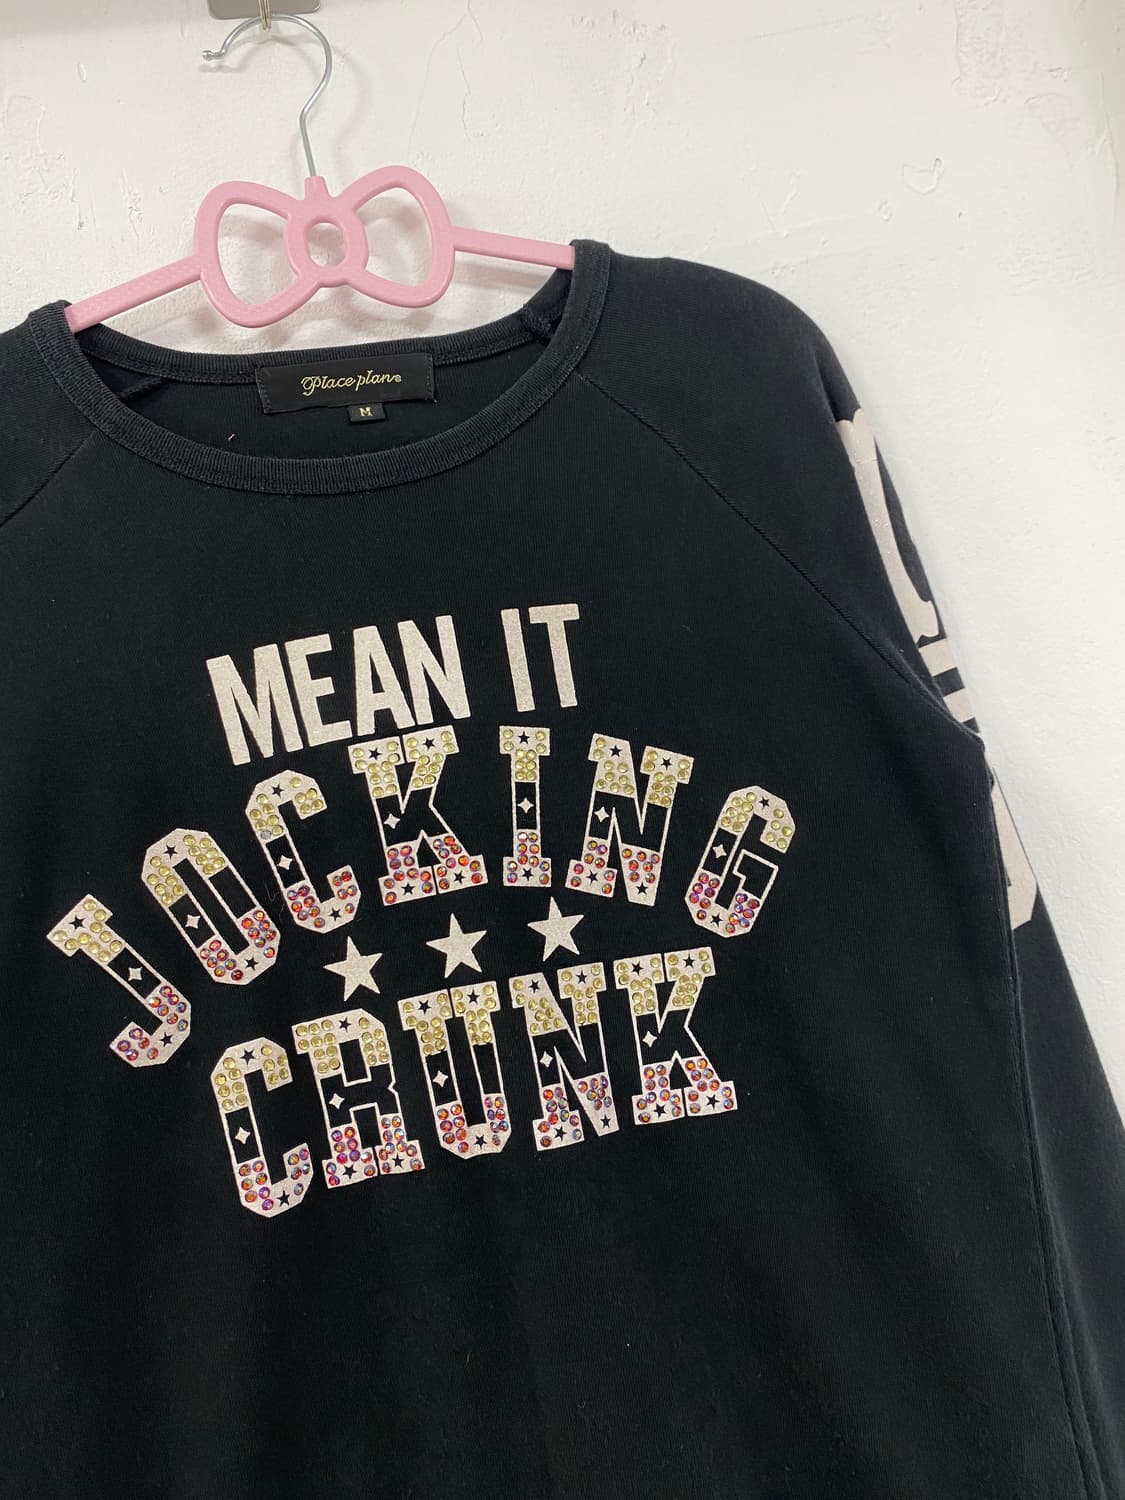 Place plan
M
MEAN IT
JOCKING
CRUNK